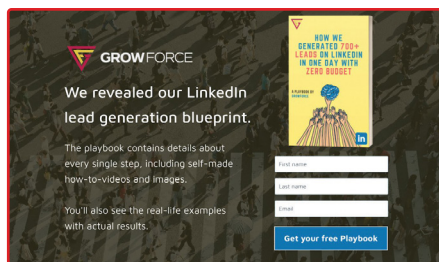 GROWFORCE
We revealed our LinkedIn
lead generation blueprint.
The playbook contains details about
every single step, including self-made
how-to-videos and images.
You'll also see the real-life examples
with actual results.
HOW WE
GENERATED 700+
LEADS ON LINKEDIN
IN ONE DAY WITH
ZERO BUDGET
A PLAYBOOK BY
GROWFORCE
in
First name
Last name
Email
Get your free Playbook